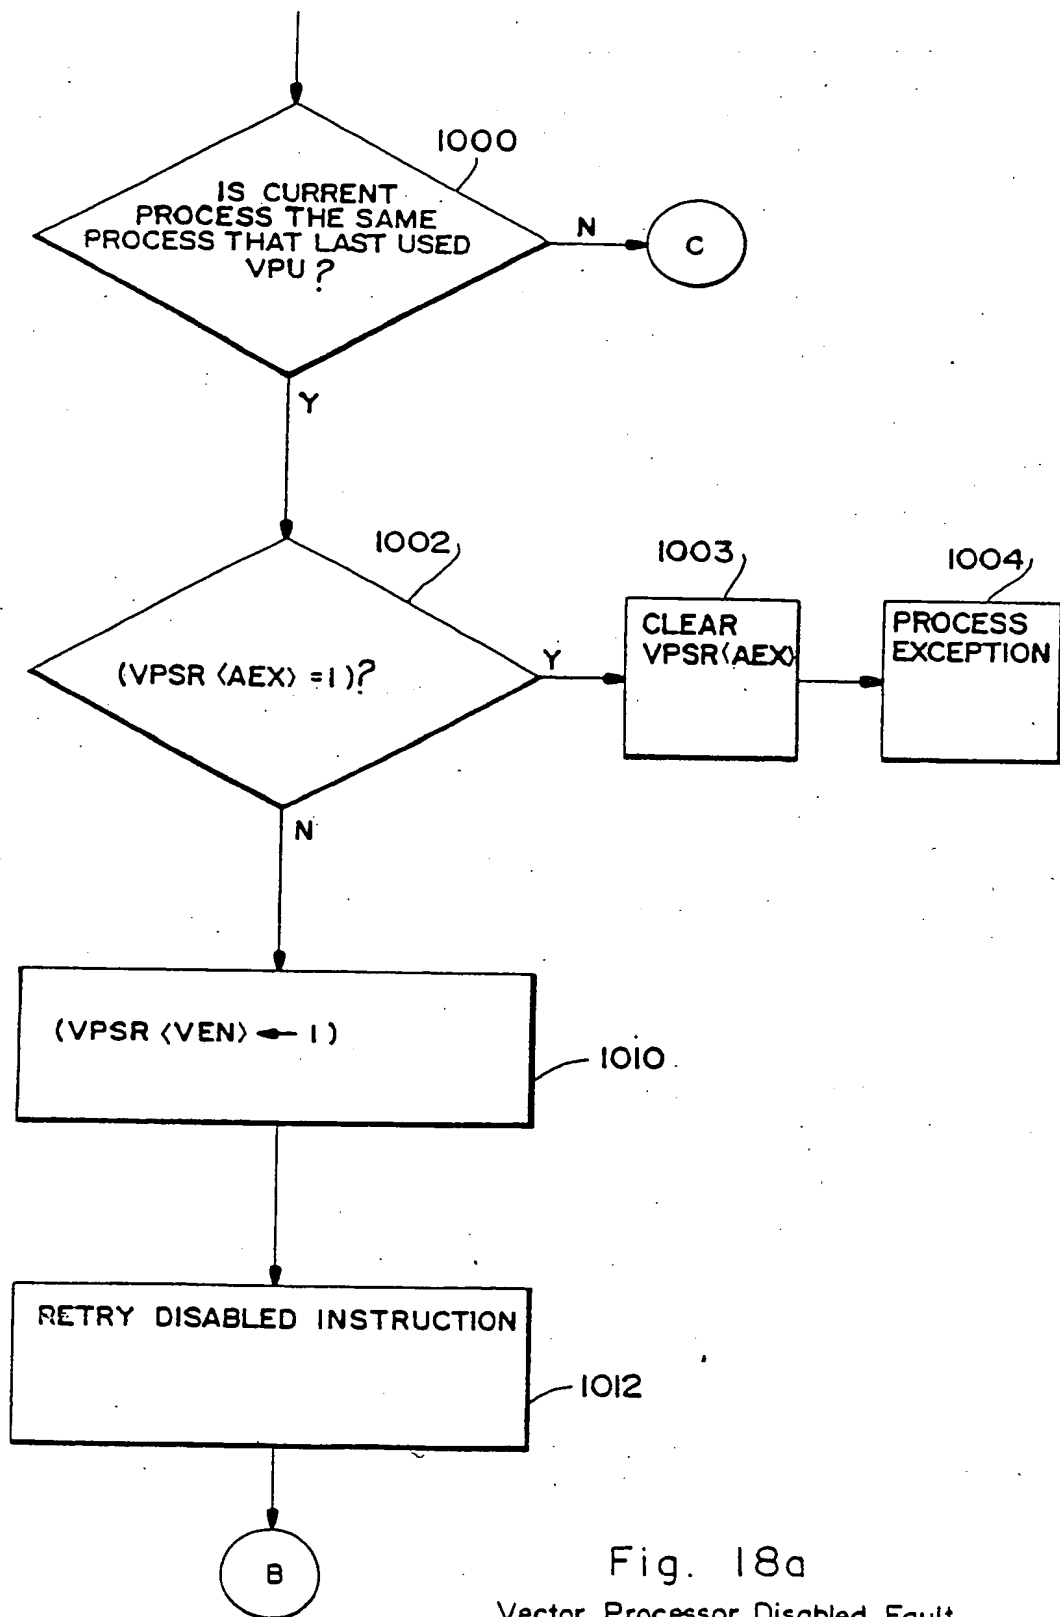 1000
IS CURRENT
PROCESS THE SAME
PROCESS THAT LAST USED
VPU?
N
C
Y
1002
(VPSR <AEX> =1)?
Y
1003
CLEAR
VPSR<AEX>
1004
PROCESS
EXCEPTION
N
(VPSR <VEN> ← 1)
1010
RETRY DISABLED INSTRUCTION
1012
B
Fig. 18a
Vector Processor Disabled Fault